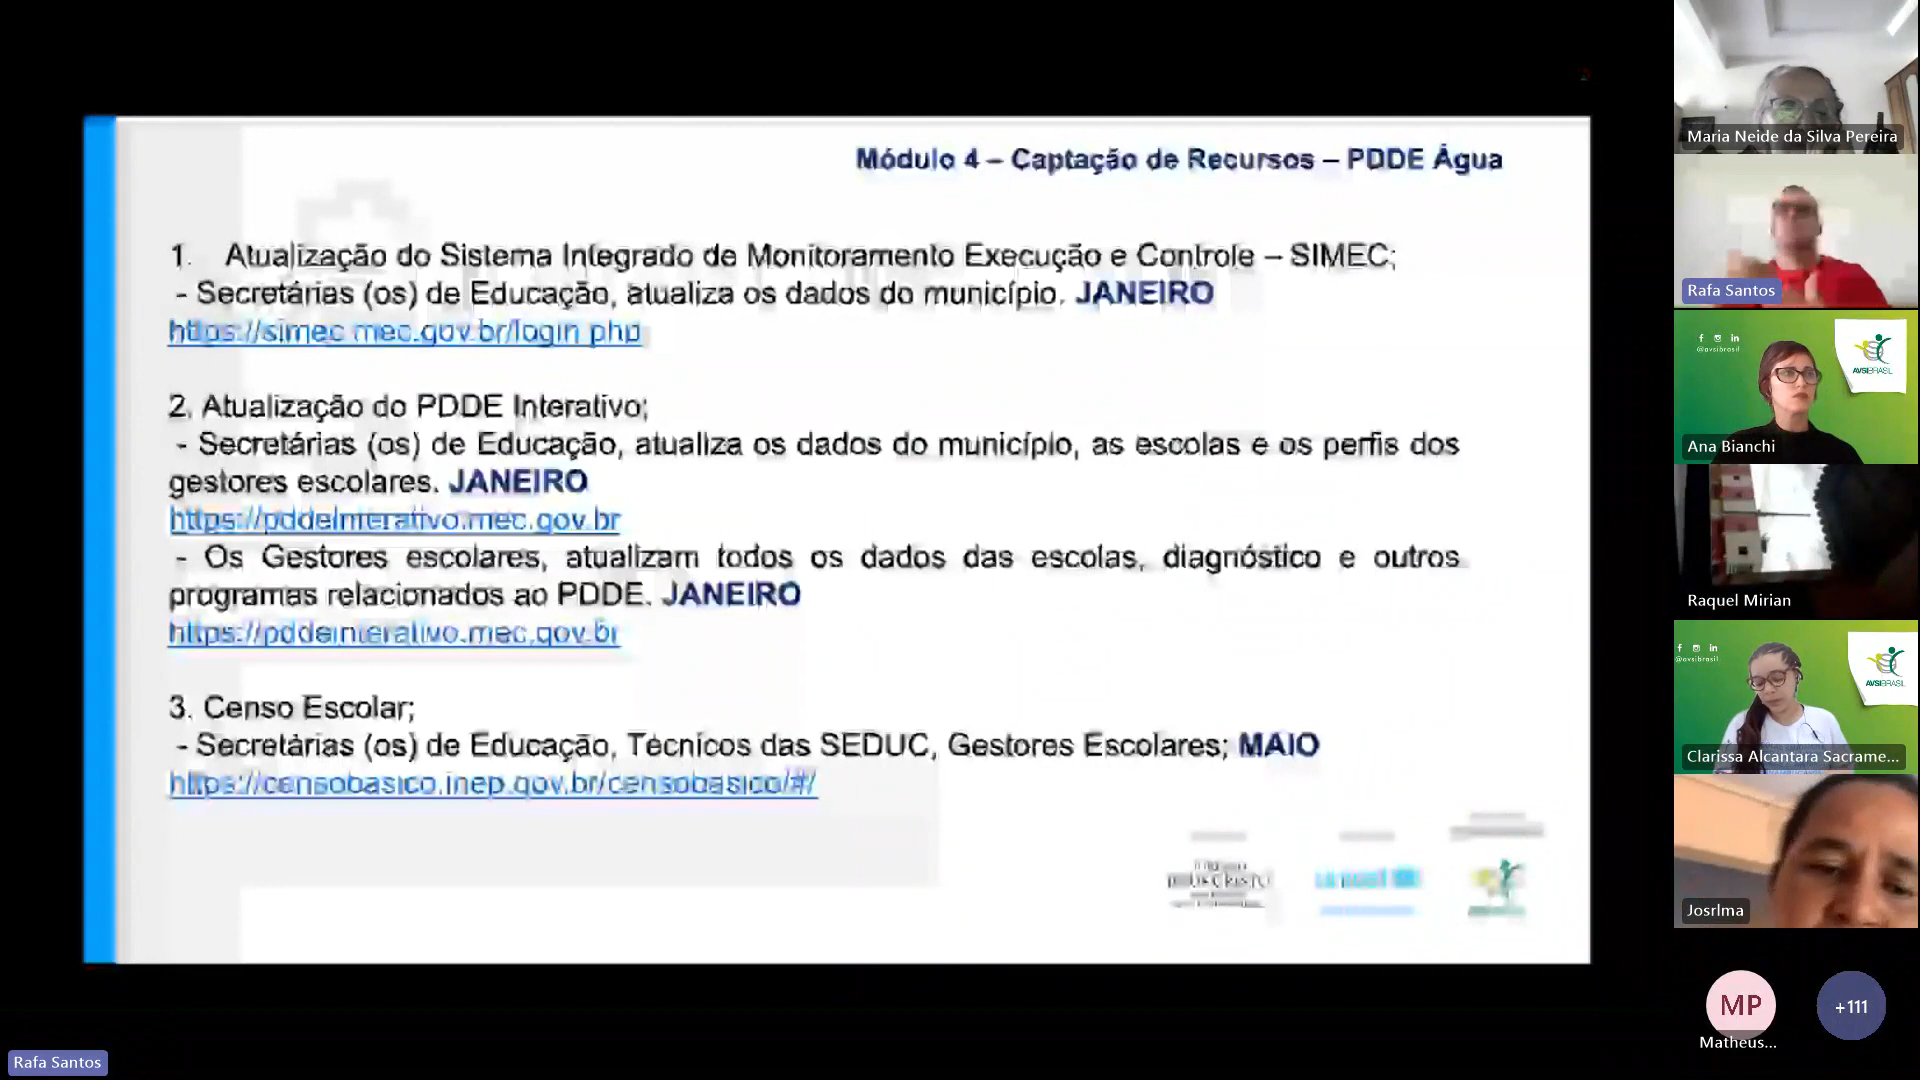 Módulo 4 – Captação de Recursos – PDDE Água
1. Atualização do Sistema Integrado de Monitoramento Execução e Controle – SIMEC;
- Secretárias (os) de Educação, atualiza os dados do município. JANEIRO
https://simec.mec.gov.br/login.php
2. Atualização do PDDE Interativo;
- Secretárias (os) de Educação, atualiza os dados do município, as escolas e os perfis dos
gestores escolares. JANEIRO
https://pddeinterativo.mec.gov.br
- Os Gestores escolares, atualizam todos os dados das escolas, diagnóstico e outros
programas relacionados ao PDDE. JANEIRO
https://pddeinterativo.mec.gov.br
3. Censo Escolar;
- Secretárias (os) de Educação, Técnicos das SEDUC, Gestores Escolares; MAIO
https://censobasico.inep.gov.br/censobasico/#/
Rafa Santos
Maria Neide da Silva Pereira
Rafa Santos
@avsibrasil
AVSIBRASIL
Ana Bianchi
Raquel Mirian
@avsibrasil
AVSIBRASIL
Clarissa Alcantara Sacrame...
Josrlma
MP
Matheus...
+111